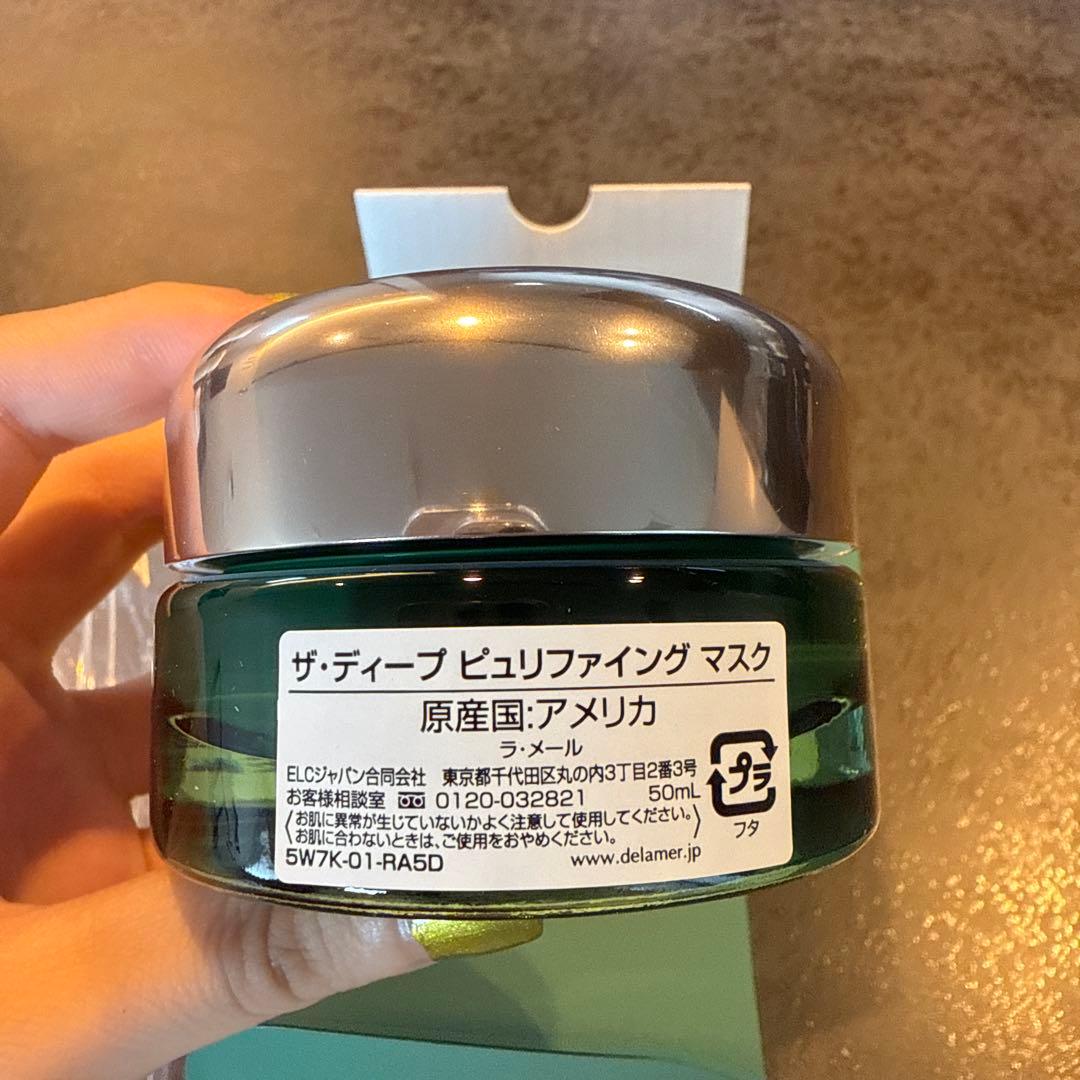 ザ・ディープ ピュリファイング マスク
原産国:アメリカ
ラ・メール
ELCジャパン合同会社 東京都千代田区丸の内3丁目2番3号
お客様相談室 0120-032821 50mL
〈お肌に異常が生じていないかよく注意して使用してください。
お肌に合わないときは、ご使用をおやめください。〉
5W7K-01-RA5D www.delamer.jp
プラ
フタ